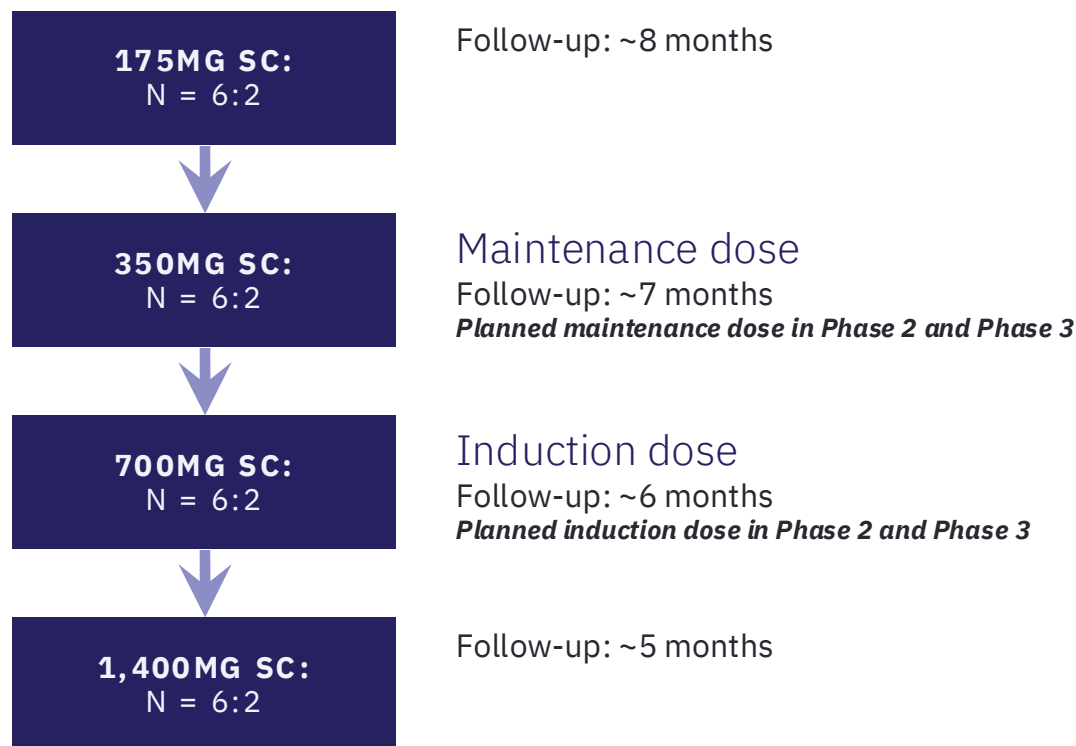 175MG SC:
N = 6:2
Follow-up: ~8 months
350MG SC:
N = 6:2
Maintenance dose
Follow-up: ~7 months
Planned maintenance dose in Phase 2 and Phase 3
700MG SC:
N = 6:2
Induction dose
Follow-up: ~6 months
Planned induction dose in Phase 2 and Phase 3
1,400MG SC:
N = 6:2
Follow-up: ~5 months